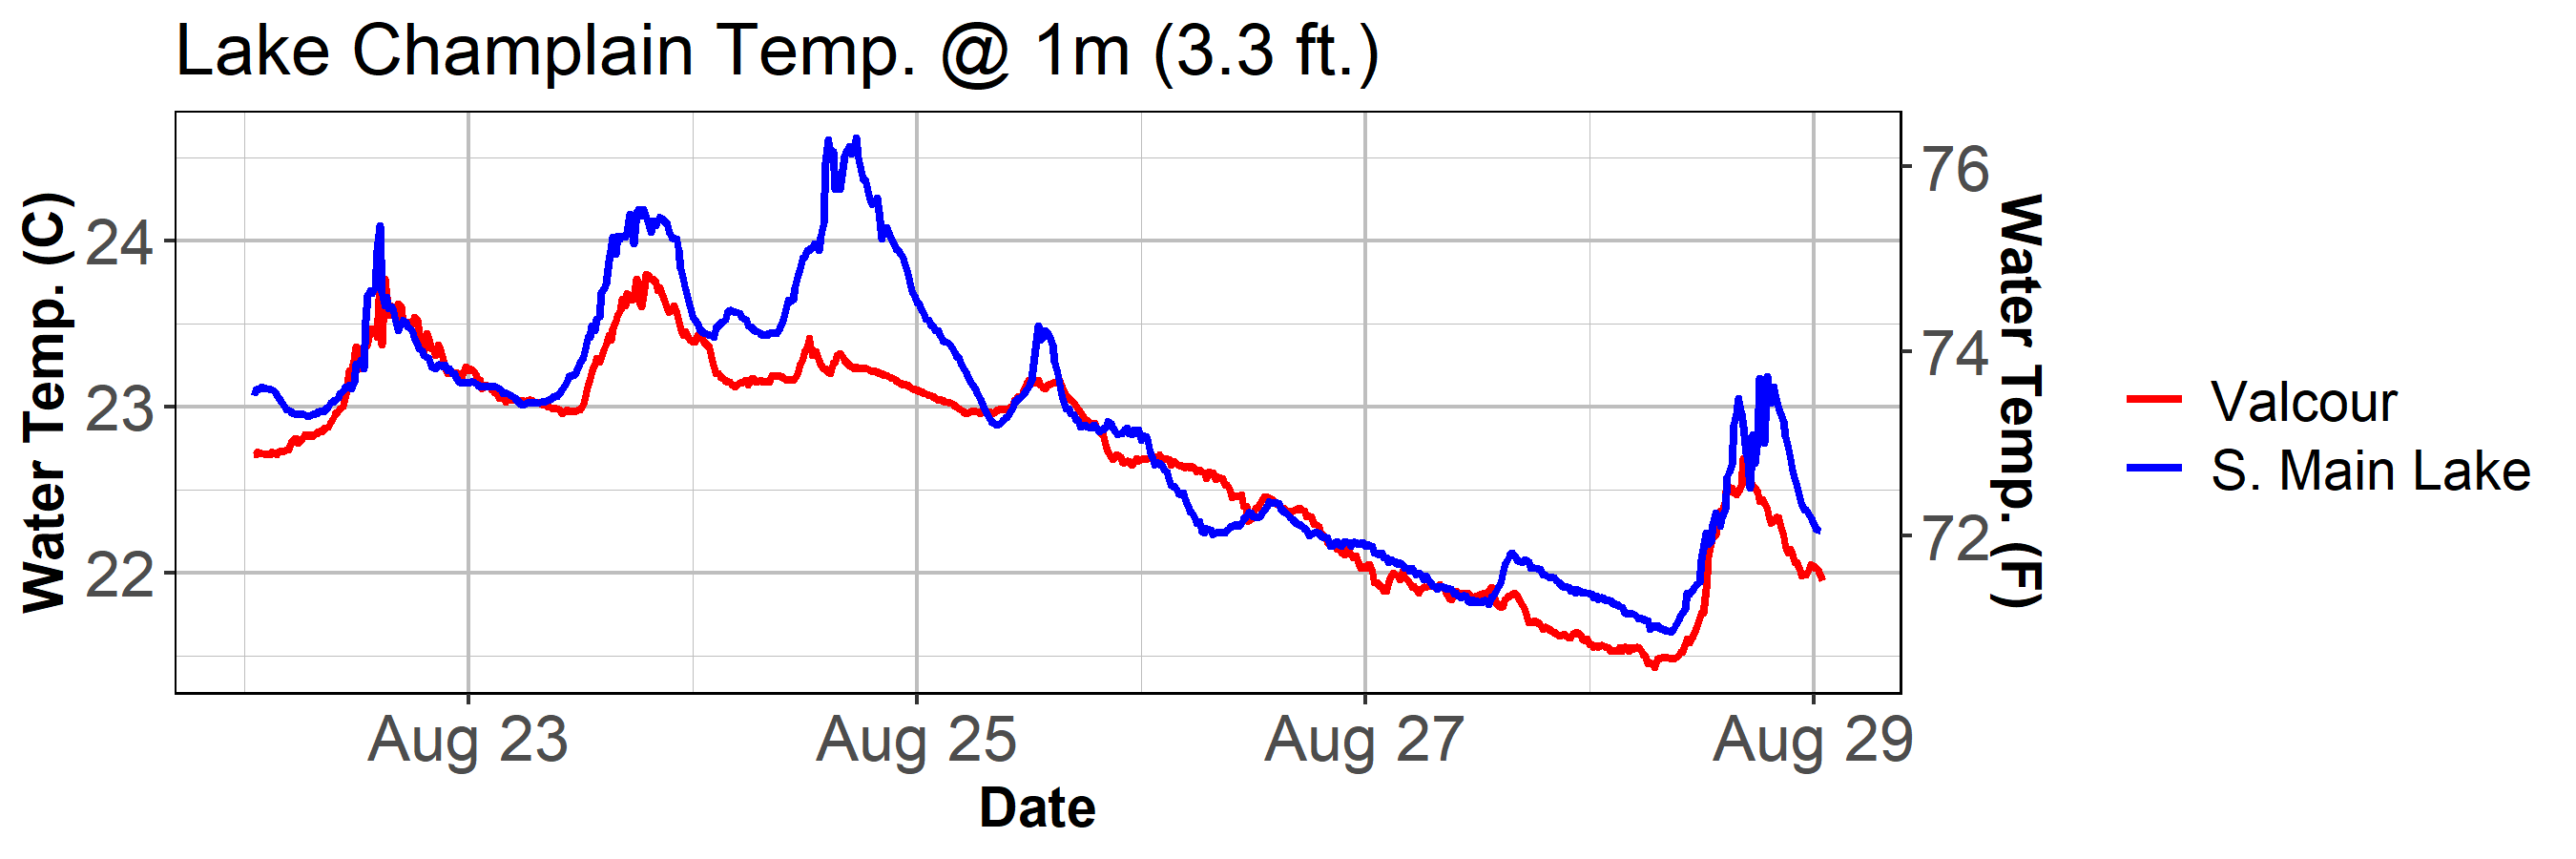 Lake Champlain Temp. @ 1m (3.3 ft.)
Water Temp. (C)
24
23
22
76
74
72
Water Temp. (F)
Aug 23
Aug 25
Aug 27
Aug 29
Date
Valcour
S. Main Lake